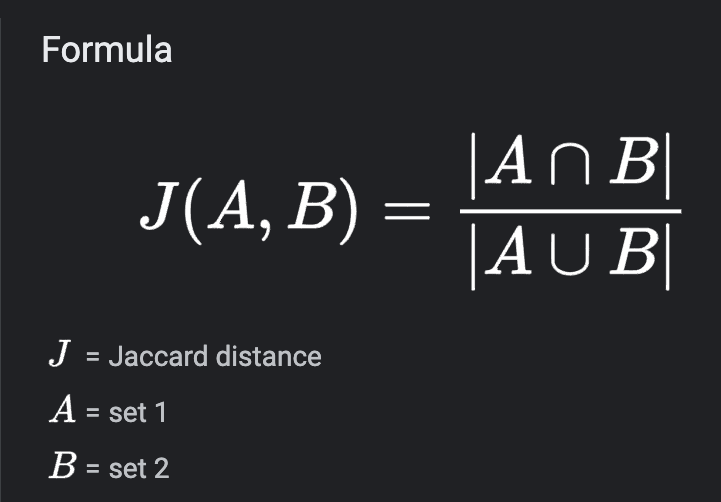 Formula
J(A, B) = |A ∩ B| / |A ∪ B|
J = Jaccard distance
A = set 1
B = set 2